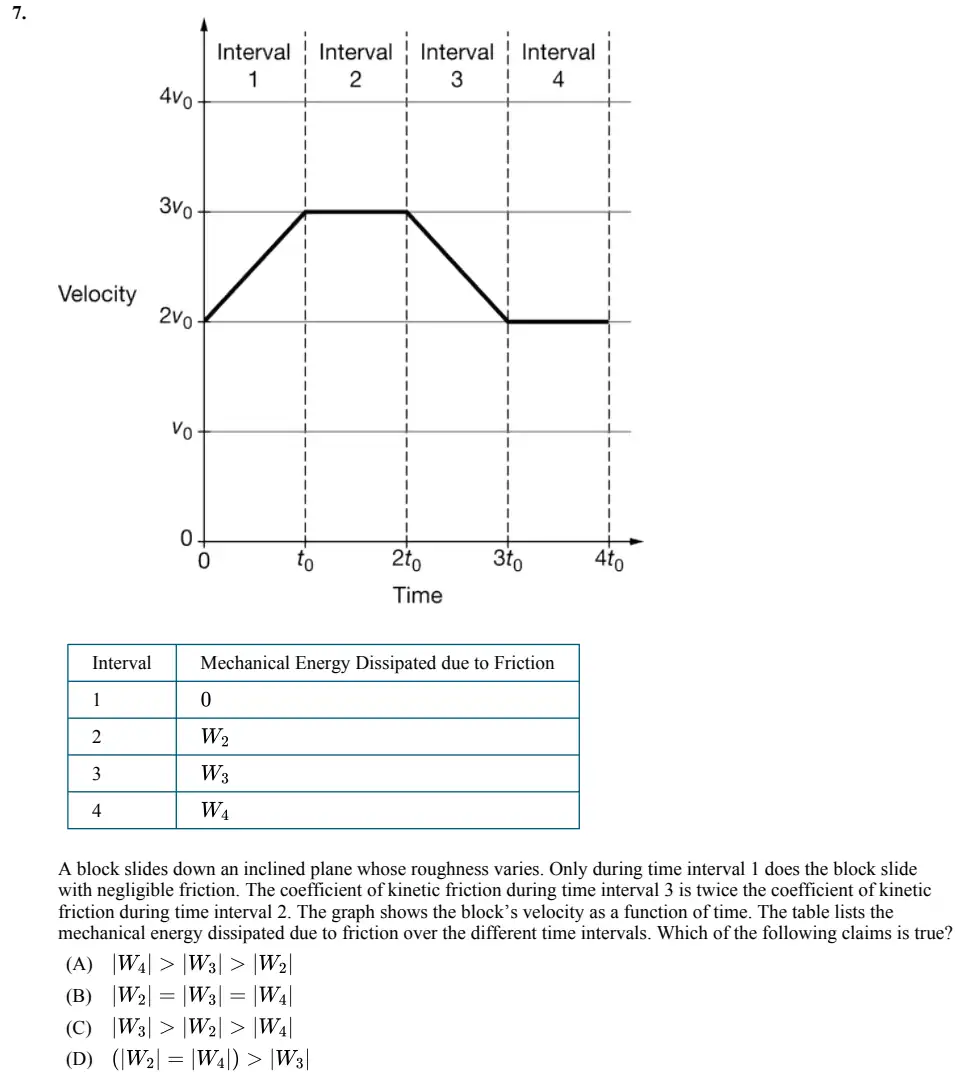 7.
Interval Interval Interval Interval
1 2 3 4
4v₀
3v₀
Velocity
2v₀
v₀
0
0 t₀ 2t₀ 3t₀ 4t₀
Time
Interval Mechanical Energy Dissipated due to Friction
1 0
2 W₂
3 W₃
4 W₄
A block slides down an inclined plane whose roughness varies. Only during time interval 1 does the block slide
with negligible friction. The coefficient of kinetic friction during time interval 3 is twice the coefficient of kinetic
friction during time interval 2. The graph shows the block’s velocity as a function of time. The table lists the
mechanical energy dissipated due to friction over the different time intervals. Which of the following claims is true?
(A) |W₄| > |W₃| > |W₂|
(B) |W₂| = |W₃| = |W₄|
(C) |W₃| > |W₂| > |W₄|
(D) (|W₂| = |W₄|) > |W₃|